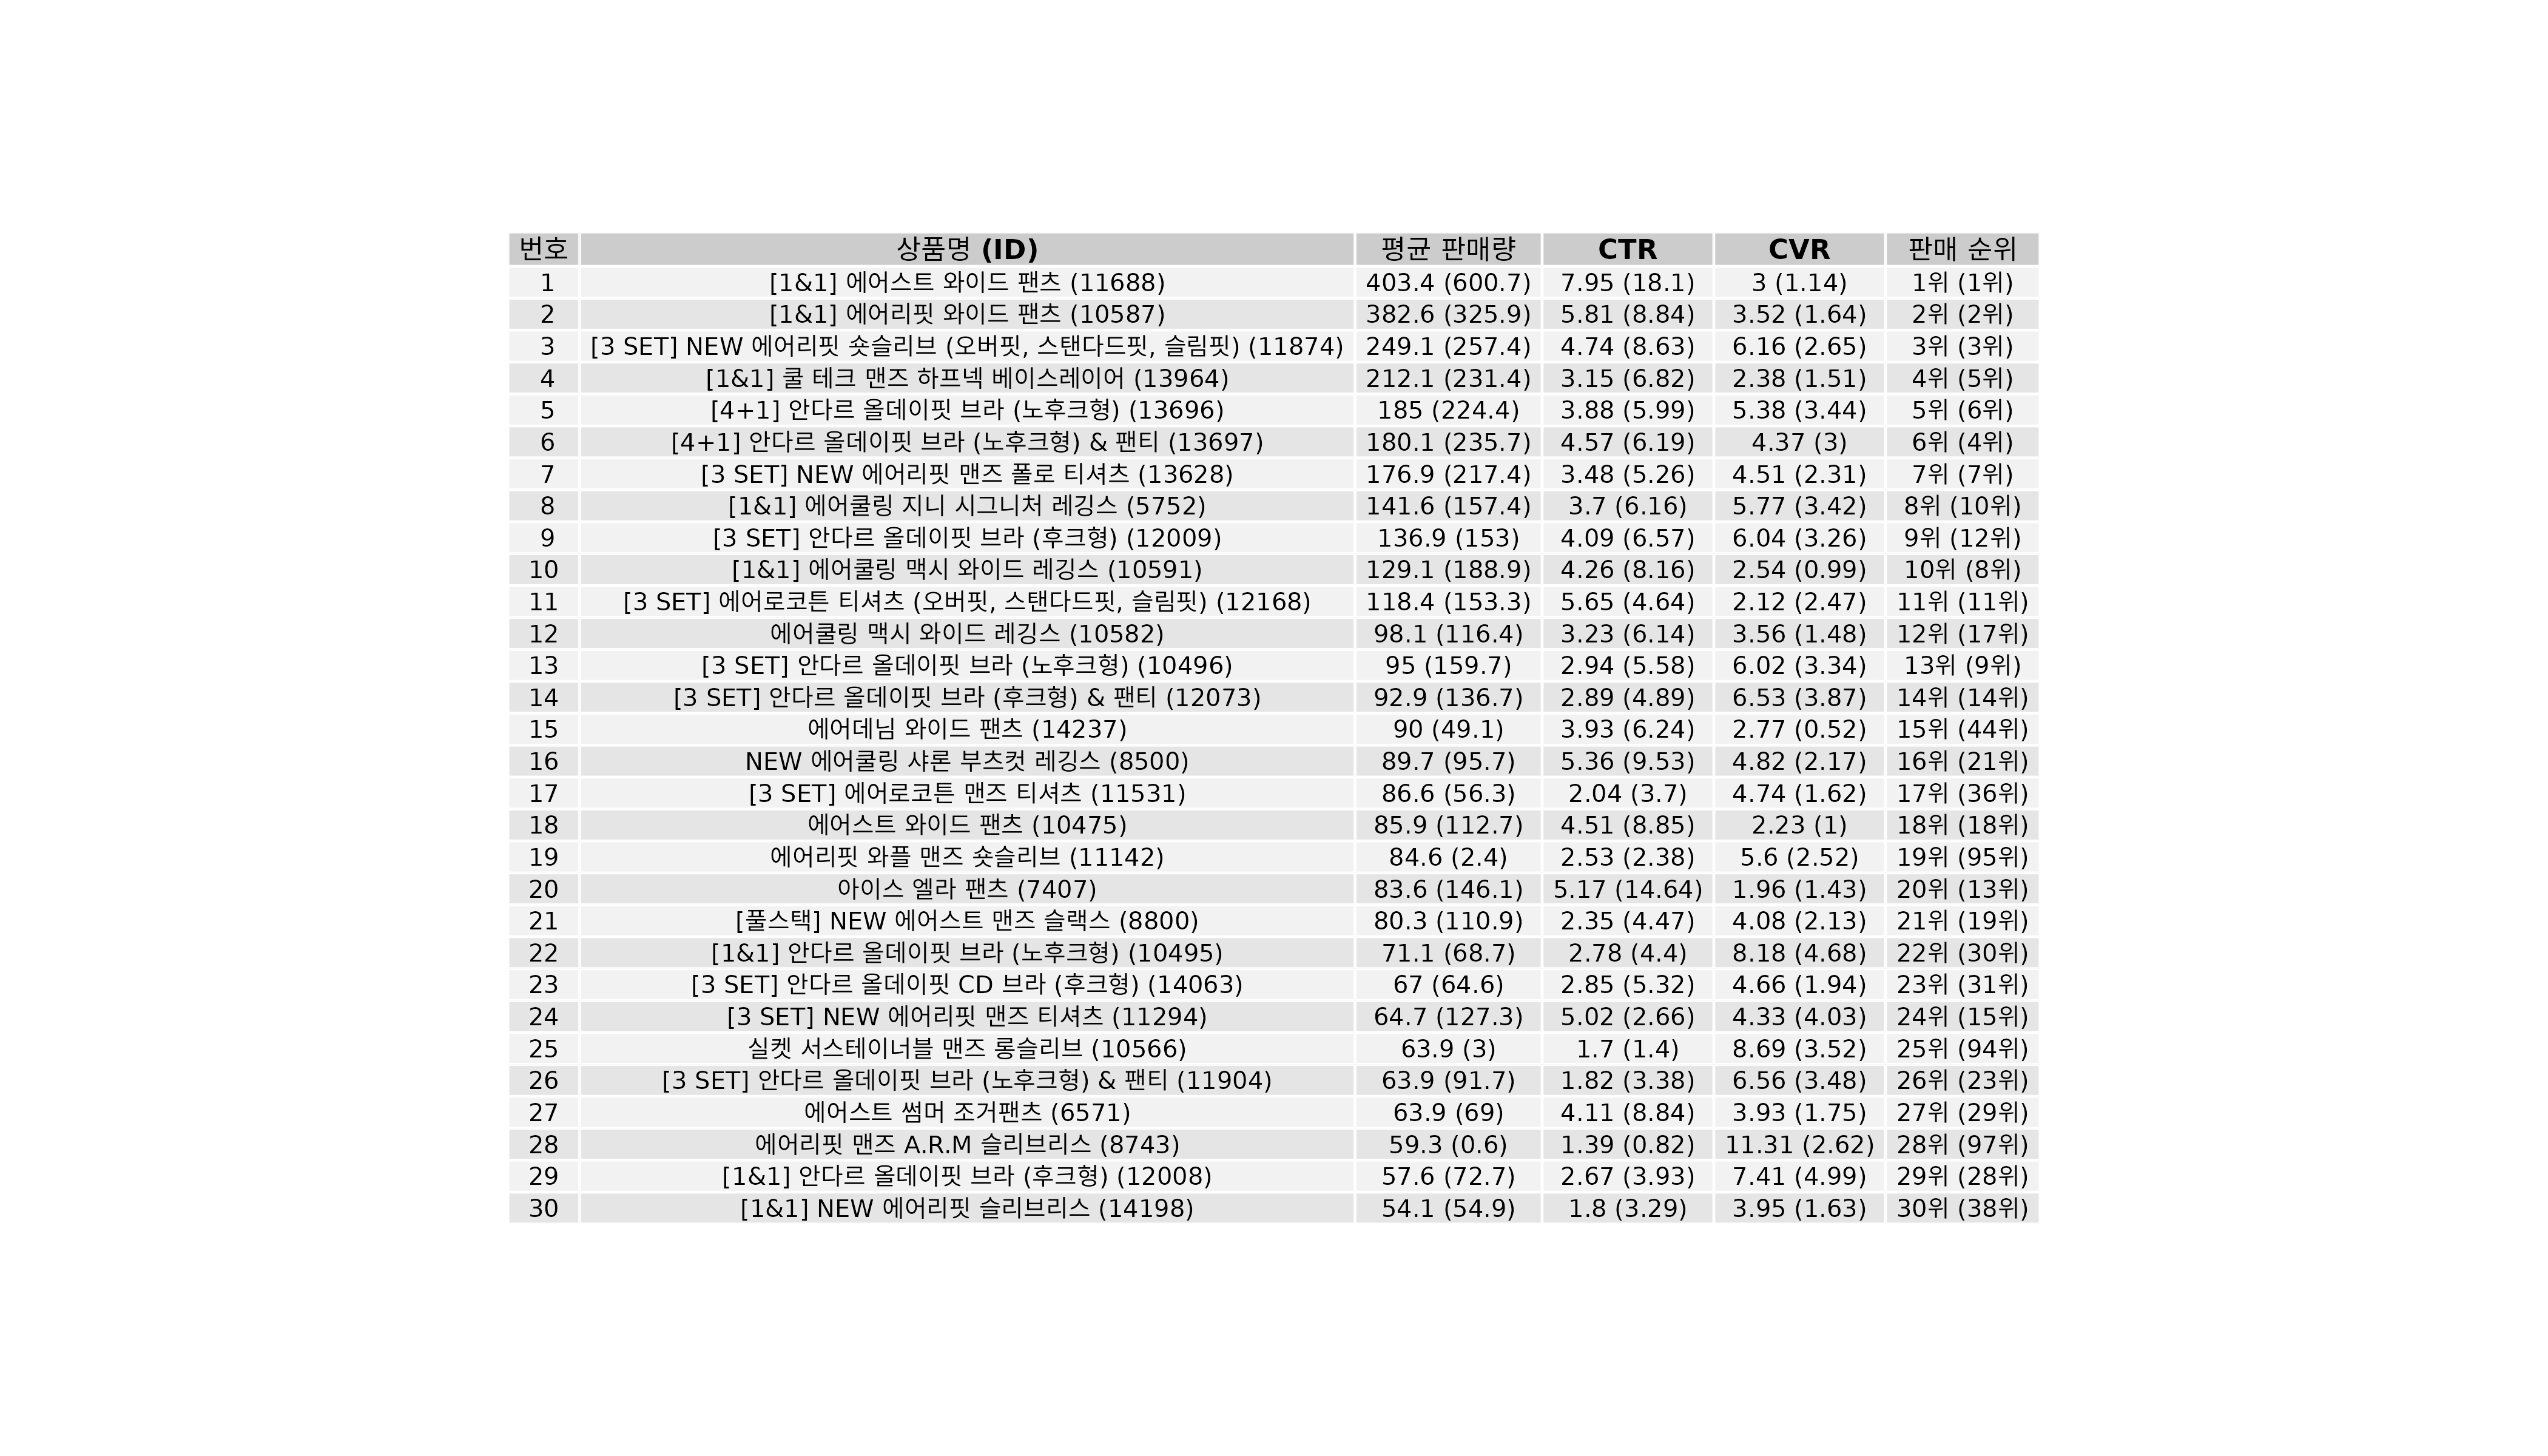 번호 상품명 (ID) 평균 판매량 CTR CVR 판매 순위
1 [1&1] 에어스트 와이드 팬츠 (11688) 403.4 (600.7) 7.95 (18.1) 3 (1.14) 1위 (1위)
2 [1&1] 에어리핏 와이드 팬츠 (10587) 382.6 (325.9) 5.81 (8.84) 3.52 (1.64) 2위 (2위)
3 [3 SET] NEW 에어리핏 숏슬리브 (오버핏, 스탠다드핏, 슬림핏) (11874) 249.1 (257.4) 4.74 (8.63) 6.16 (2.65) 3위 (3위)
4 [1&1] 쿨 테크 맨즈 하프넥 베이스레이어 (13964) 212.1 (231.4) 3.15 (6.82) 2.38 (1.51) 4위 (5위)
5 [4+1] 안다르 올데이핏 브라 (노후크형) (13696) 185 (224.4) 3.88 (5.99) 5.38 (3.44) 5위 (6위)
6 [4+1] 안다르 올데이핏 브라 (노후크형) & 팬티 (13697) 180.1 (235.7) 4.57 (6.19) 4.37 (3) 6위 (4위)
7 [3 SET] NEW 에어리핏 맨즈 폴로 티셔츠 (13628) 176.9 (217.4) 3.48 (5.26) 4.51 (2.31) 7위 (7위)
8 [1&1] 에어쿨링 지니 시그니처 레깅스 (5752) 141.6 (157.4) 3.7 (6.16) 5.77 (3.42) 8위 (10위)
9 [3 SET] 안다르 올데이핏 브라 (후크형) (12009) 136.9 (153) 4.09 (6.57) 6.04 (3.26) 9위 (12위)
10 [1&1] 에어쿨링 맥시 와이드 레깅스 (10591) 129.1 (188.9) 4.26 (8.16) 2.54 (0.99) 10위 (8위)
11 [3 SET] 에어로코튼 티셔츠 (오버핏, 스탠다드핏, 슬림핏) (12168) 118.4 (153.3) 5.65 (4.64) 2.12 (2.47) 11위 (11위)
12 에어쿨링 맥시 와이드 레깅스 (10582) 98.1 (116.4) 3.23 (6.14) 3.56 (1.48) 12위 (17위)
13 [3 SET] 안다르 올데이핏 브라 (노후크형) (10496) 95 (159.7) 2.94 (5.58) 6.02 (3.34) 13위 (9위)
14 [3 SET] 안다르 올데이핏 브라 (후크형) & 팬티 (12073) 92.9 (136.7) 2.89 (4.89) 6.53 (3.87) 14위 (14위)
15 에어데님 와이드 팬츠 (14237) 90 (49.1) 3.93 (6.24) 2.77 (0.52) 15위 (44위)
16 NEW 에어쿨링 샤론 부츠컷 레깅스 (8500) 89.7 (95.7) 5.36 (9.53) 4.82 (2.17) 16위 (21위)
17 [3 SET] 에어로코튼 맨즈 티셔츠 (11531) 86.6 (56.3) 2.04 (3.7) 4.74 (1.62) 17위 (36위)
18 에어스트 와이드 팬츠 (10475) 85.9 (112.7) 4.51 (8.85) 2.23 (1) 18위 (18위)
19 에어리핏 와플 맨즈 숏슬리브 (11142) 84.6 (2.4) 2.53 (2.38) 5.6 (2.52) 19위 (95위)
20 아이스 엘라 팬츠 (7407) 83.6 (146.1) 5.17 (14.64) 1.96 (1.43) 20위 (13위)
21 [풀스택] NEW 에어스트 맨즈 슬랙스 (8800) 80.3 (110.9) 2.35 (4.47) 4.08 (2.13) 21위 (19위)
22 [1&1] 안다르 올데이핏 브라 (노후크형) (10495) 71.1 (68.7) 2.78 (4.4) 8.18 (4.68) 22위 (30위)
23 [3 SET] 안다르 올데이핏 CD 브라 (후크형) (14063) 67 (64.6) 2.85 (5.32) 4.66 (1.94) 23위 (31위)
24 [3 SET] NEW 에어리핏 맨즈 티셔츠 (11294) 64.7 (127.3) 5.02 (2.66) 4.33 (4.03) 24위 (15위)
25 실켓 서스테이너블 맨즈 롱슬리브 (10566) 63.9 (3) 1.7 (1.4) 8.69 (3.52) 25위 (94위)
26 [3 SET] 안다르 올데이핏 브라 (노후크형) & 팬티 (11904) 63.9 (91.7) 1.82 (3.38) 6.56 (3.48) 26위 (23위)
27 에어스트 썸머 조거팬츠 (6571) 63.9 (69) 4.11 (8.84) 3.93 (1.75) 27위 (29위)
28 에어리핏 맨즈 A.R.M 슬리브리스 (8743) 59.3 (0.6) 1.39 (0.82) 11.31 (2.62) 28위 (97위)
29 [1&1] 안다르 올데이핏 브라 (후크형) (12008) 57.6 (72.7) 2.67 (3.93) 7.41 (4.99) 29위 (28위)
30 [1&1] NEW 에어리핏 슬리브리스 (14198) 54.1 (54.9) 1.8 (3.29) 3.95 (1.63) 30위 (38위)